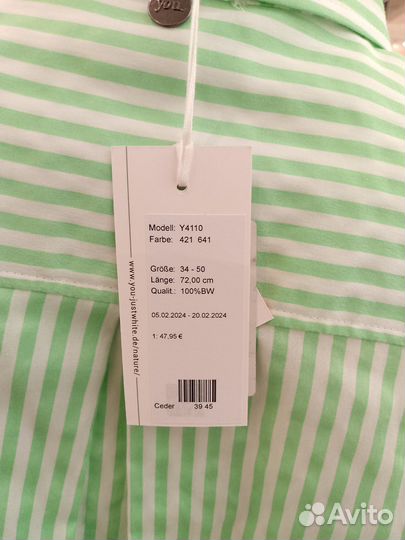 you
Modell: Y4110
Farbe: 421 641
Größe: 34 - 50
Länge: 72,00 cm
Qualit.: 100%BW
05.02.2024 - 20.02.2024
1: 47,95 €
Ceder 39 45
www.you-justwhite.de/nature/
Avito